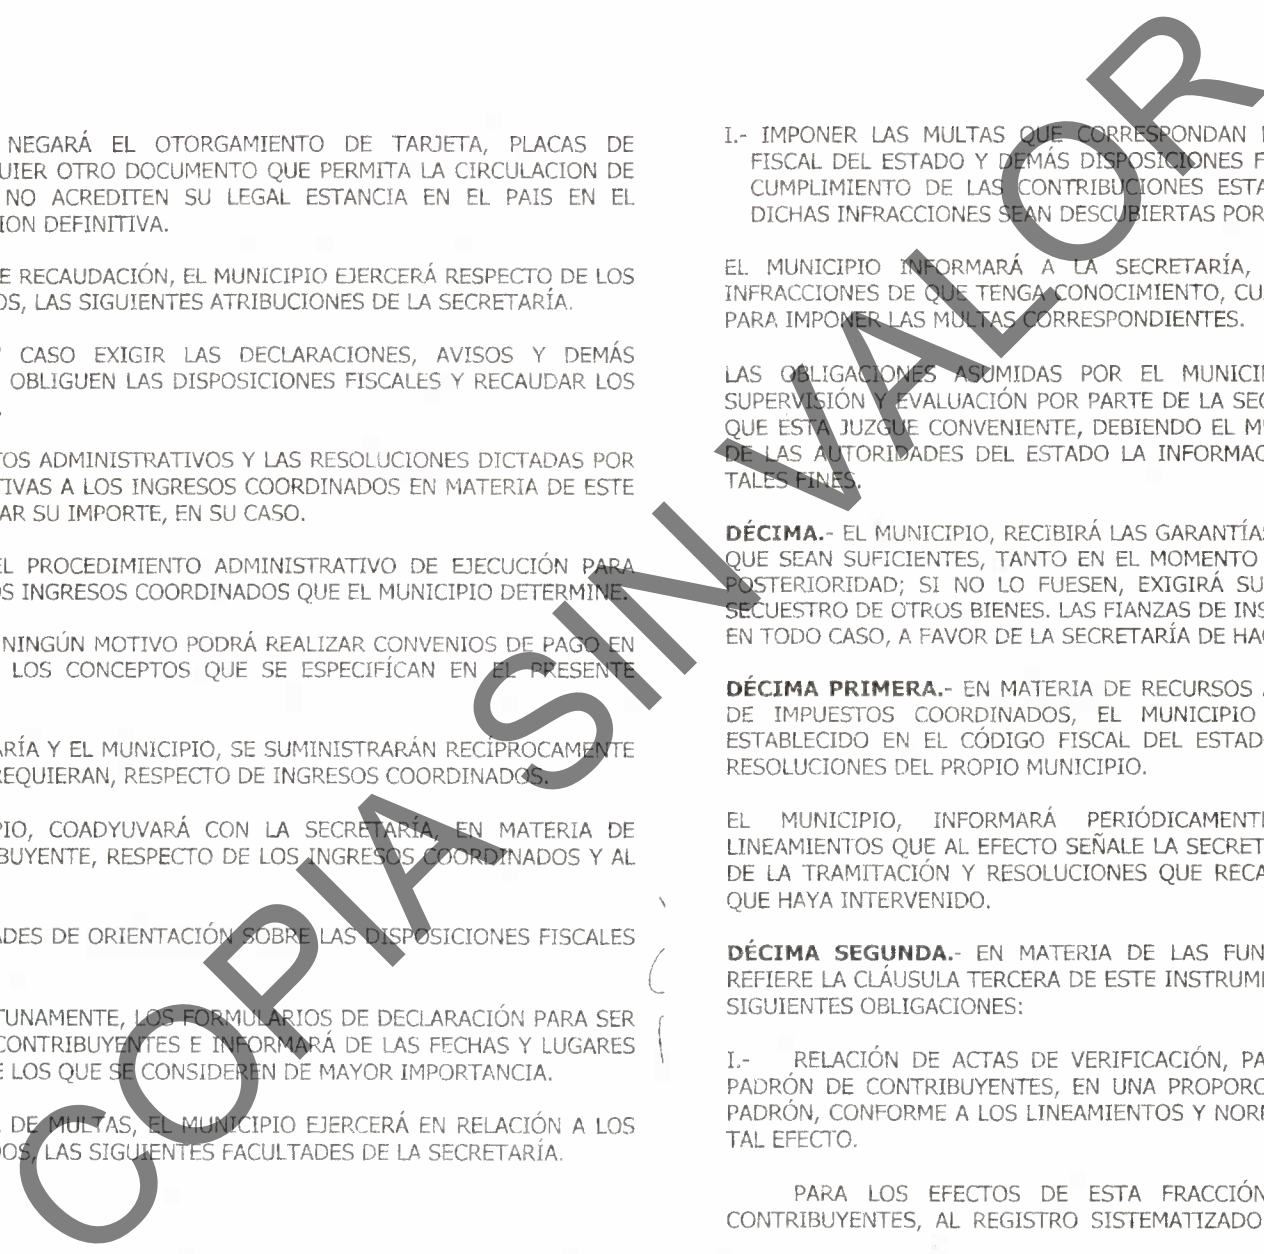 NEGARÁ EL OTORGAMIENTO DE TARJETA, PLACAS DE
UIER OTRO DOCUMENTO QUE PERMITA LA CIRCULACION DE
NO ACREDITEN SU LEGAL ESTANCIA EN EL PAIS EN EL
ION DEFINITIVA.
E RECAUDACIÓN, EL MUNICIPIO EJERCERÁ RESPECTO DE LOS
OS, LAS SIGUIENTES ATRIBUCIONES DE LA SECRETARÍA.
CASO EXIGIR LAS DECLARACIONES, AVISOS Y DEMÁS
OBLIGUEN LAS DISPOSICIONES FISCALES Y RECAUDAR LOS
TOS ADMINISTRATIVOS Y LAS RESOLUCIONES DICTADAS POR
TIVAS A LOS INGRESOS COORDINADOS EN MATERIA DE ESTE
AR SU IMPORTE, EN SU CASO.
EL PROCEDIMIENTO ADMINISTRATIVO DE EJECUCIÓN PARA
OS INGRESOS COORDINADOS QUE EL MUNICIPIO DETERMINE.
NINGÚN MOTIVO PODRÁ REALIZAR CONVENIOS DE PAGO EN
LOS CONCEPTOS QUE SE ESPECIFÍCAN EN EL PRESENTE
ARÍA Y EL MUNICIPIO, SE SUMINISTRARÁN RECÍPROCAMENTE
REQUIERAN, RESPECTO DE INGRESOS COORDINADOS.
PIO, COADYUVARÁ CON LA SECRETARÍA, EN MATERIA DE
BUYENTE, RESPECTO DE LOS INGRESOS COORDINADOS Y AL
ADES DE ORIENTACIÓN SOBRE LAS DISPOSICIONES FISCALES
TUNAMENTE, LOS FORMULARIOS DE DECLARACIÓN PARA SER
CONTRIBUYENTES E INFORMARÁ DE LAS FECHAS Y LUGARES
E LOS QUE SE CONSIDEREN DE MAYOR IMPORTANCIA.
DE MULTAS, EL MUNICIPIO EJERCERÁ EN RELACIÓN A LOS
DOS, LAS SIGUIENTES FACULTADES DE LA SECRETARÍA.
I.- IMPONER LAS MULTAS QUE CORRESPONDAN
FISCAL DEL ESTADO Y DEMÁS DISPOSICIONES F
CUMPLIMIENTO DE LAS CONTRIBUCIONES ESTA
DICHAS INFRACCIONES SEAN DESCUBIERTAS POR
EL MUNICIPIO INFORMARÁ A LA SECRETARÍA,
INFRACCIONES DE QUE TENGA CONOCIMIENTO, CU
PARA IMPONER LAS MULTAS CORRESPONDIENTES.
LAS OBLIGACIONES ASUMIDAS POR EL MUNICI
SUPERVISIÓN Y EVALUACIÓN POR PARTE DE LA SEC
QUE ESTA JUZGUE CONVENIENTE, DEBIENDO EL M
DE LAS AUTORIDADES DEL ESTADO LA INFORMAC
TALES FINES.
DÉCIMA.- EL MUNICIPIO, RECIBIRÁ LAS GARANTÍAS
QUE SEAN SUFICIENTES, TANTO EN EL MOMENTO
POSTERIORIDAD; SI NO LO FUESEN, EXIGIRÁ SU
SECUESTRO DE OTROS BIENES. LAS FIANZAS DE INS
EN TODO CASO, A FAVOR DE LA SECRETARÍA DE HA
DÉCIMA PRIMERA.- EN MATERIA DE RECURSOS
DE IMPUESTOS COORDINADOS, EL MUNICIPIO
ESTABLECIDO EN EL CÓDIGO FISCAL DEL ESTAD
RESOLUCIONES DEL PROPIO MUNICIPIO.
EL MUNICIPIO, INFORMARÁ PERIÓDICAMENT
LINEAMIENTOS QUE AL EFECTO SEÑALE LA SECRET
DE LA TRAMITACIÓN Y RESOLUCIONES QUE RECA
QUE HAYA INTERVENIDO.
DÉCIMA SEGUNDA.- EN MATERIA DE LAS FUN
REFIERE LA CLÁUSULA TERCERA DE ESTE INSTRUM
SIGUIENTES OBLIGACIONES:
I.- RELACIÓN DE ACTAS DE VERIFICACIÓN, PA
PADRÓN DE CONTRIBUYENTES, EN UNA PROPORC
PADRÓN, CONFORME A LOS LINEAMIENTOS Y NOR
TAL EFECTO.
PARA LOS EFECTOS DE ESTA FRACCIÓN
CONTRIBUYENTES, AL REGISTRO SISTEMATIZADO
COPIA SIN VALOR